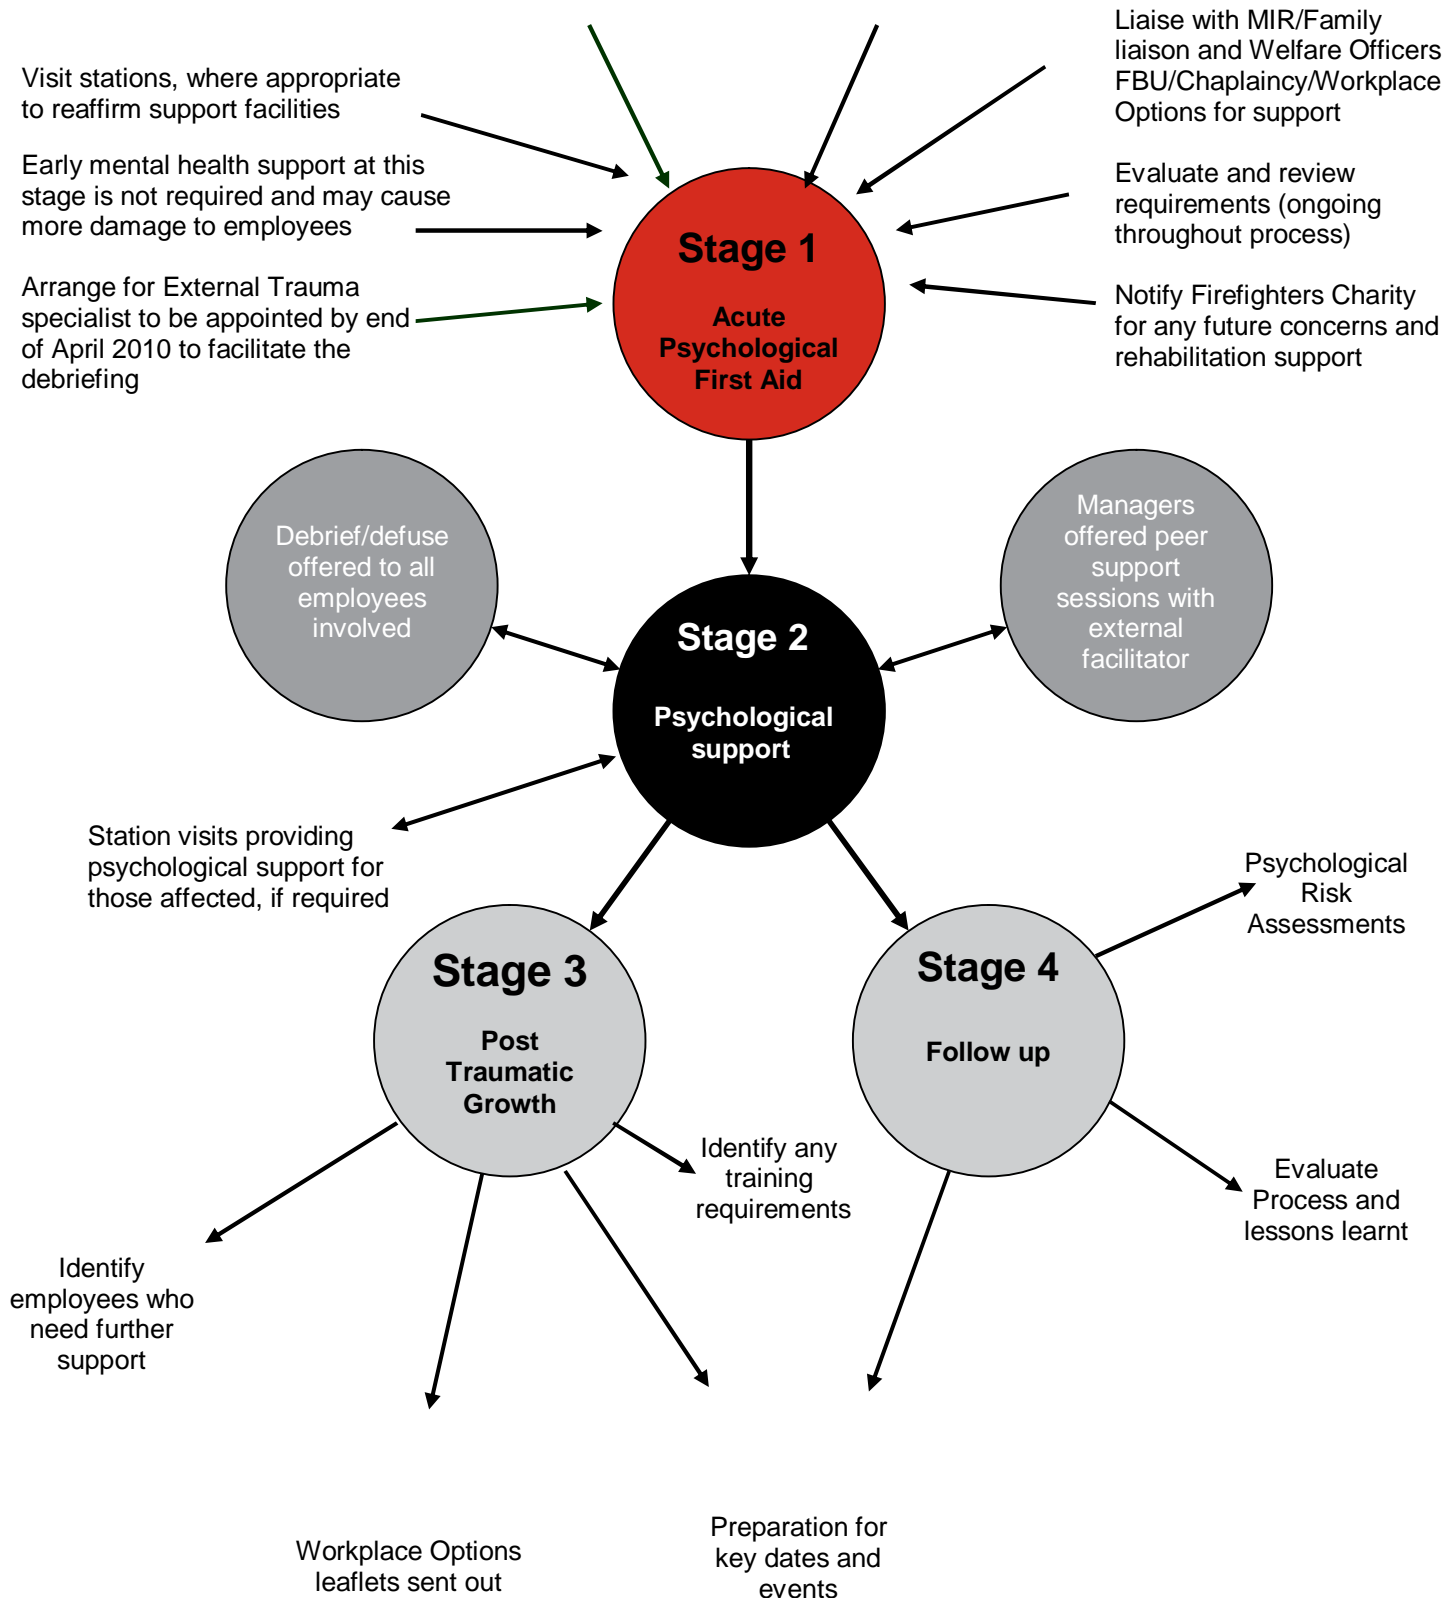 Liaise with MIR/Family
liaison and Welfare Officers
FBU/Chaplaincy/Workplace
Options for support
Visit stations, where appropriate
to reaffirm support facilities
Early mental health support at this
stage is not required and may cause
more damage to employees
Evaluate and review
requirements (ongoing
throughout process)
Arrange for External Trauma
specialist to be appointed by end
of April 2010 to facilitate the
debriefing
Notify Firefighters Charity
for any future concerns and
rehabilitation support
Stage 1
Acute
Psychological
First Aid
Debrief/defuse
offered to all
employees
involved
Managers
offered peer
support
sessions with
external
facilitator
Stage 2
Psychological
support
Station visits providing
psychological support for
those affected, if required
Psychological
Risk
Assessments
Stage 3
Post
Traumatic
Growth
Stage 4
Follow up
Identify any
training
requirements
Evaluate
Process and
lessons learnt
Identify
employees who
need further
support
Workplace Options
leaflets sent out
Preparation for
key dates and
events